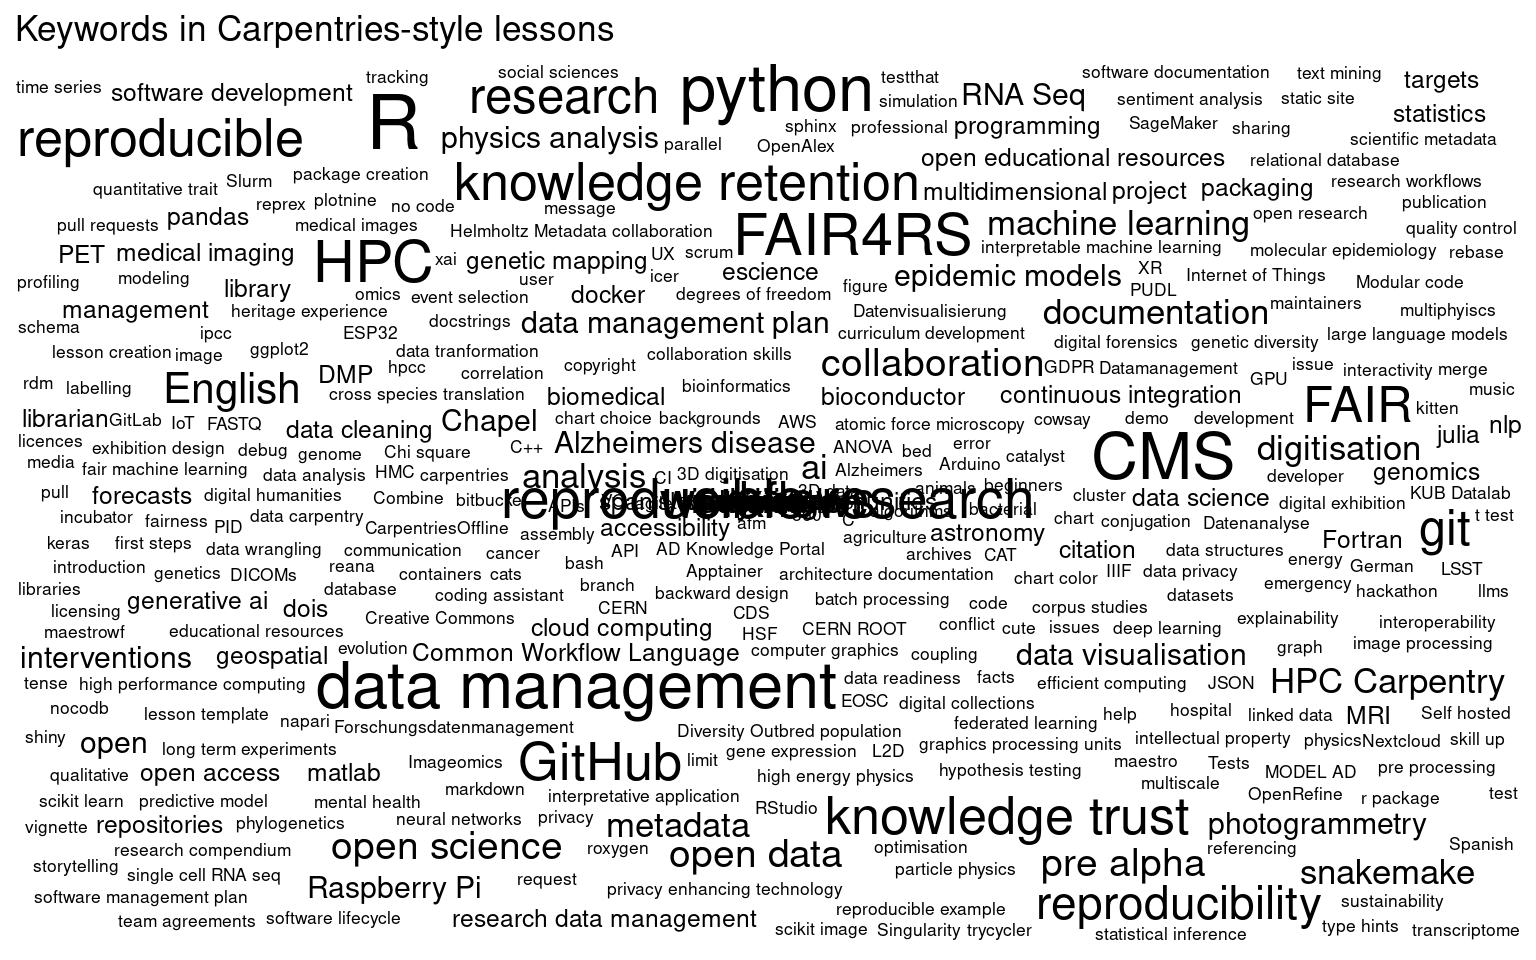 Keywords in Carpentries-style lessons
time series software development tracking social sciences python testthat software documentation text mining targets
R research simulation RNA Seq sentiment analysis static site statistics
reproducible physics analysis parallel sphinx OpenAlex professional programming SageMaker sharing scientific metadata
open educational resources relational database
quantitative trait Slurm package creation knowledge retention multidimensional project packaging research workflows
reprex plotnine no code message open research publication
pull requests pandas medical images Helmholtz Metadata collaboration FAIR4RS machine learning quality control
PET medical imaging HPC xai genetic mapping UX scrum interpretable machine learning molecular epidemiology rebase
profiling modeling library user icer escience figure epidemic models XR PUDL Internet of Things Modular code
management heritage experience omics event selection docker degrees of freedom Datenvisualisierung documentation maintainers multiphyiscs
schema ipcc ESP32 docstrings data management plan curriculum development digital forensics genetic diversity large language models
lesson creation image ggplot2 data tranformation collaboration skills
rdm labelling English DMP hpcc correlation copyright collaboration GDPR Datamanagement GPU issue interactivity merge
cross species translation biomedical bioinformatics bioconductor continuous integration FAIR kitten music
librarian GitLab IoT FASTQ data cleaning Chapel chart choice backgrounds AWS atomic force microscopy cowsay demo development julia nlp
licences exhibition design debug genome Chi square C++ Alzheimers disease ANOVA bed error CMS digitisation
media fair machine learning data analysis HMC carpentries analysis CI 3D digitisation ai Alzheimers Arduino catalyst developer genomics
pull forecasts digital humanities Combine animals beginners cluster data science digital exhibition KUB Datalab
incubator fairness PID data carpentry CarpentriesOffline assembly accessibility atm bacterial chart conjugation Datenanalyse git t test
keras first steps data wrangling communication cancer API AD Knowledge Portal agriculture astronomy archives CAT citation data structures Fortran
introduction genetics DICOMs reana containers cats bash Apptainer architecture documentation chart color IIIF data privacy energy German LSST
libraries database coding assistant branch backward design batch processing code corpus studies datasets emergency hackathon llms
licensing generative ai dois Creative Commons CERN CDS
maestrowf educational resources cloud computing HSF CERN ROOT conflict cute issues deep learning explainability interoperability
interventions geospatial evolution Common Workflow Language computer graphics coupling data visualisation graph image processing
tense high performance computing data management data readiness facts efficient computing JSON HPC Carpentry
nocodb lesson template napari Forschungsdatenmanagement EOSC digital collections federated learning help hospital linked data MRI Self hosted
shiny open long term experiments Diversity Outbred population graphics processing units intellectual property physics Nextcloud skill up
qualitative open access matlab Imageomics GitHub limit gene expression L2D high energy physics hypothesis testing maestro Tests MODEL AD pre processing
scikit learn predictive model mental health markdown interpretative application RStudio multiscale OpenRefine r package test
vignette repositories phylogenetics neural networks privacy metadata knowledge trust photogrammetry
research compendium open science roxygen open data optimisation referencing Spanish
storytelling single cell RNA seq particle physics pre alpha snakemake
software management plan Raspberry Pi request privacy enhancing technology reproducibility sustainability
team agreements software lifecycle research data management reproducible example scikit image Singularity trycycler statistical inference type hints transcriptome